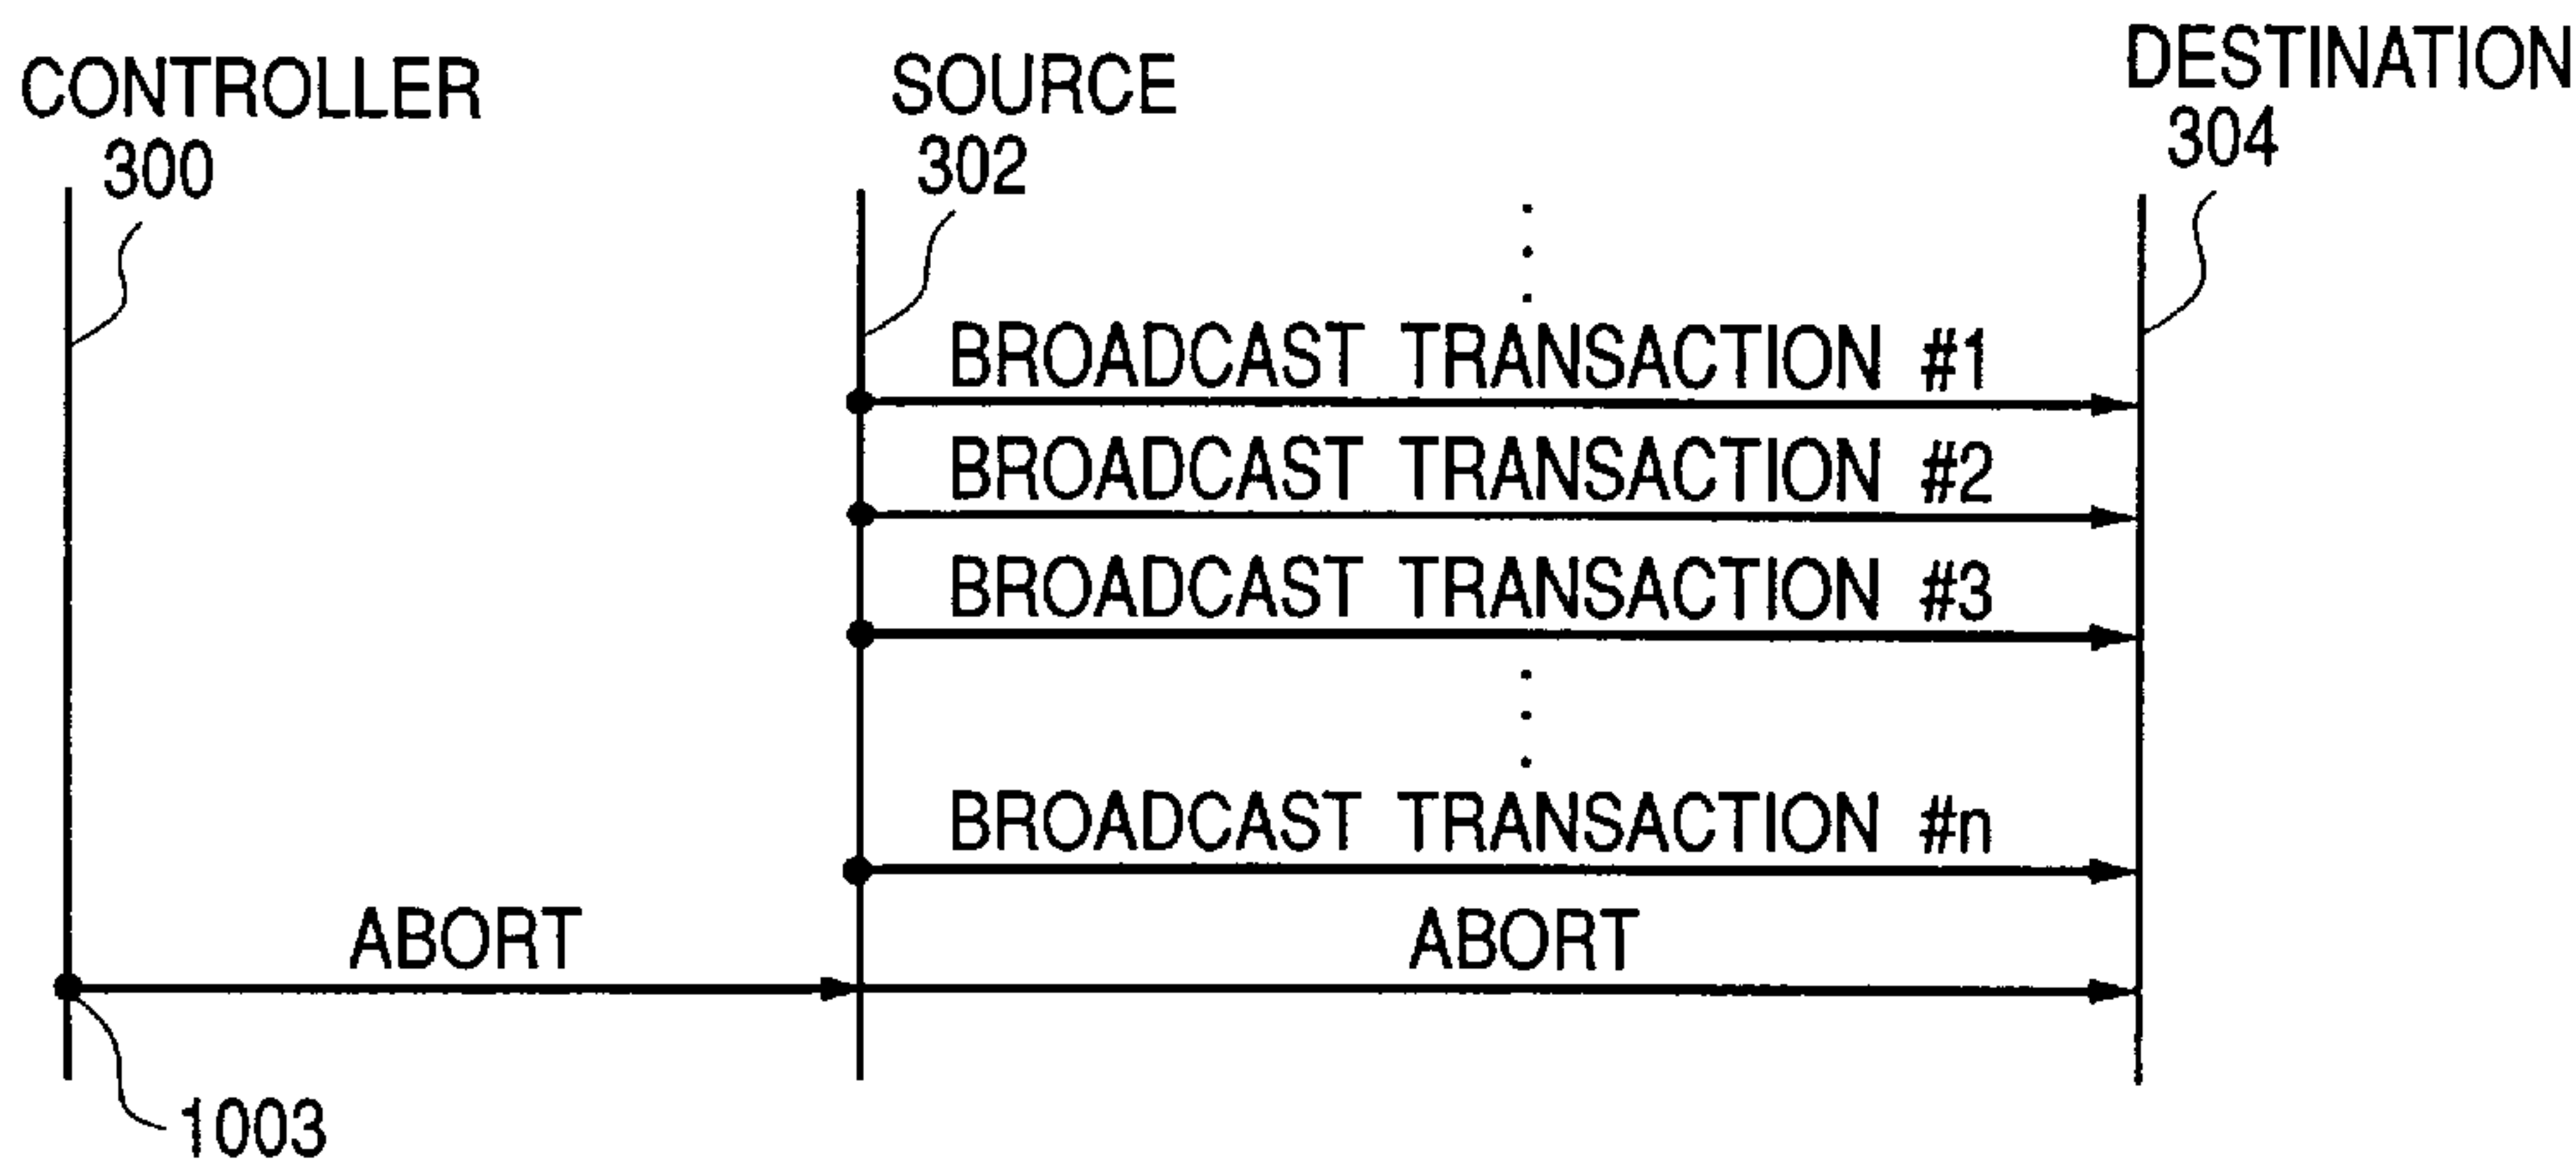 CONTROLLER
300
SOURCE
302
DESTINATION
304
BROADCAST TRANSACTION #1
BROADCAST TRANSACTION #2
BROADCAST TRANSACTION #3
BROADCAST TRANSACTION #n
ABORT
ABORT
1003